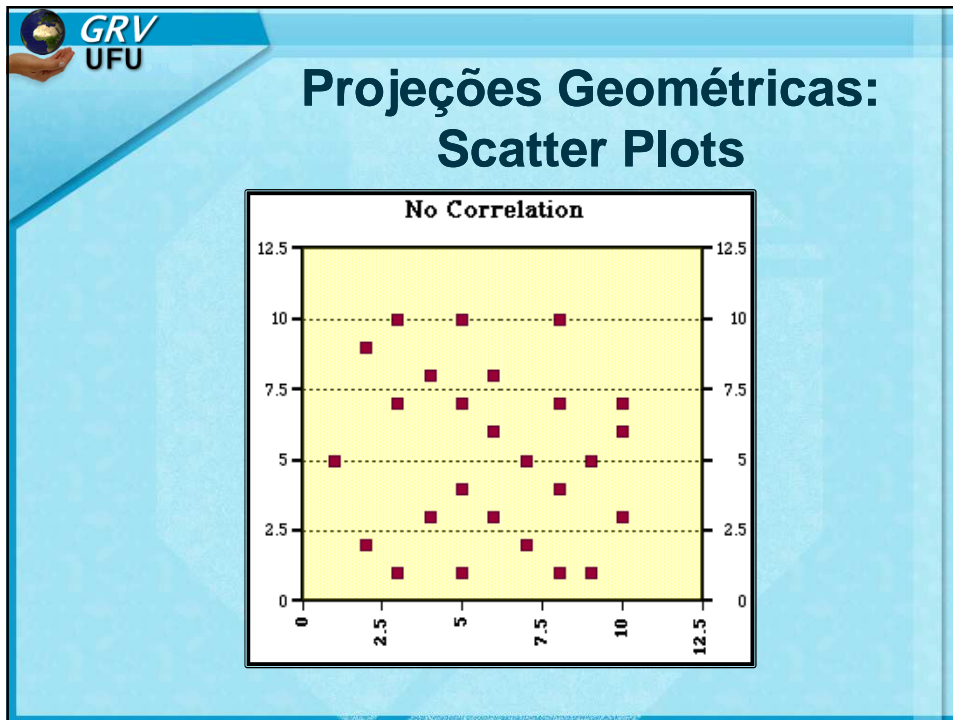 GRV
UFU
Projeções Geométricas:
Scatter Plots
No Correlation
12.5 12.5
10 10
7.5 7.5
5 5
2.5 2.5
0 0
0 2.5 5 7.5 10 12.5